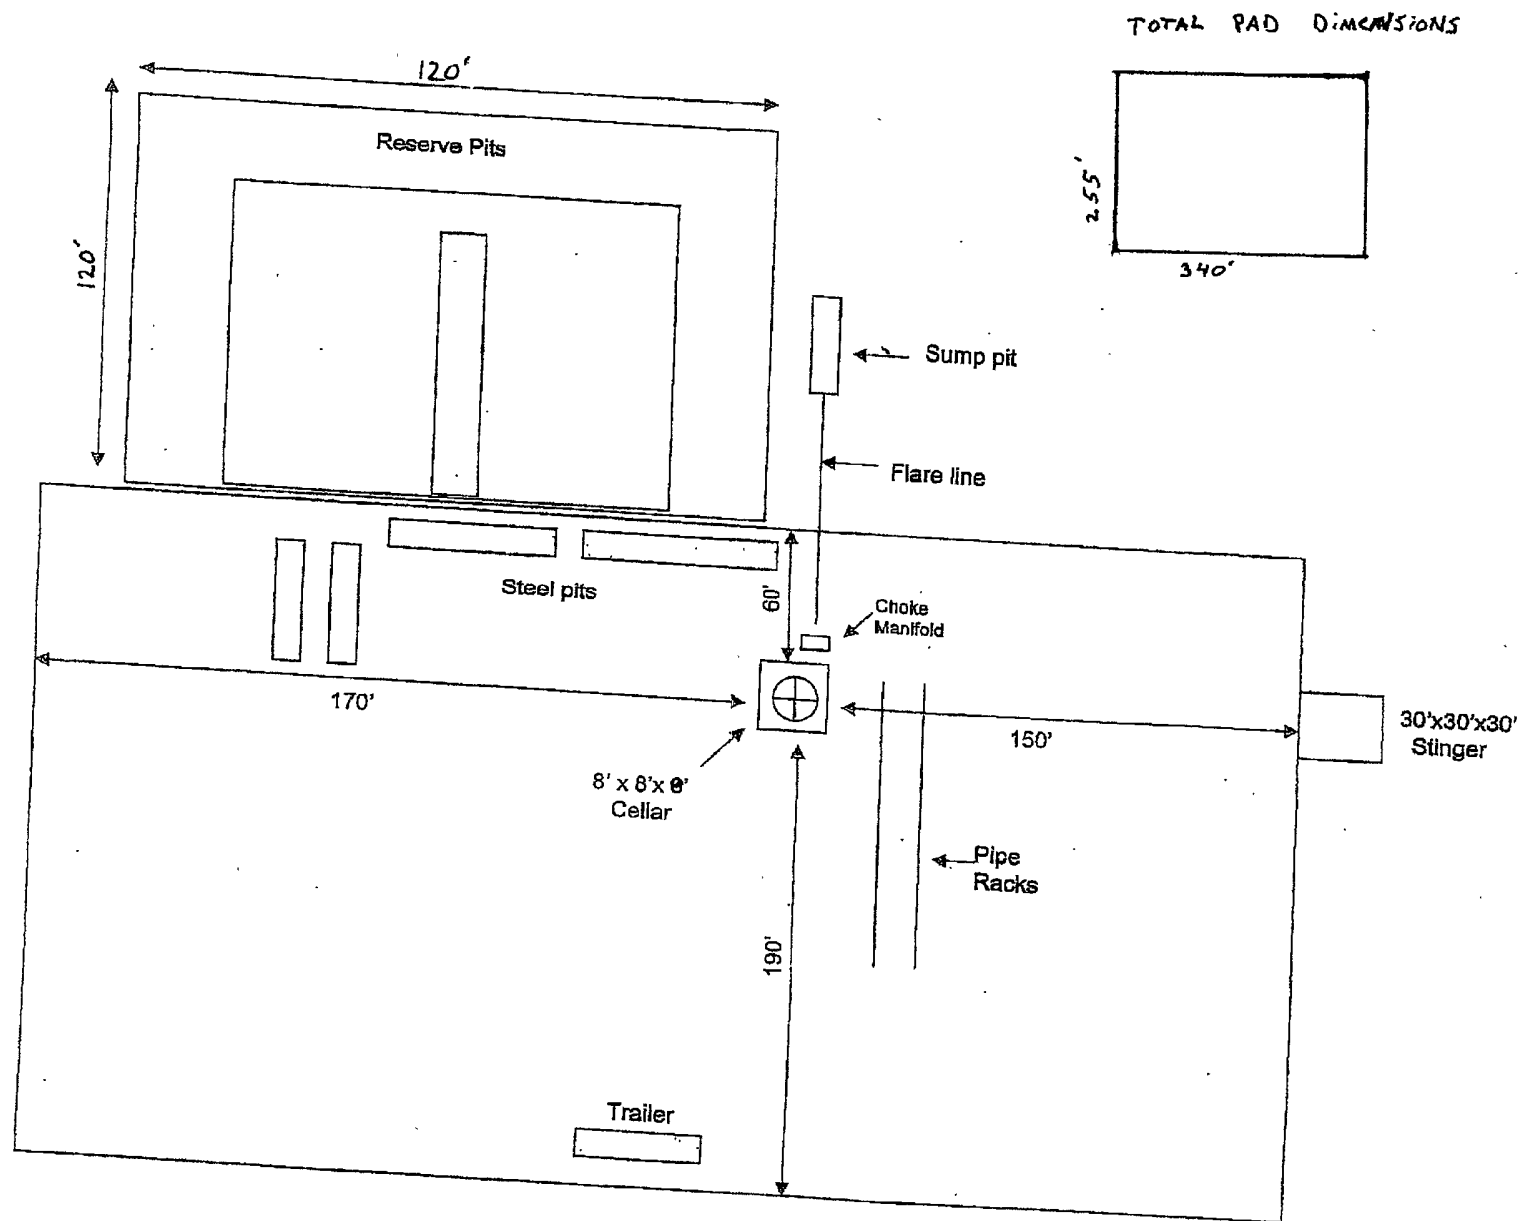 TOTAL PAD DIMENSIONS
120'
Reserve Pits
120'
255'
340'
Sump pit
Flare line
Steel pits
60'
Choke
Manifold
170'
150'
30'x30'x30'
Stinger
8' x 8'x
Cellar
Pipe
Racks
190'
Trailer